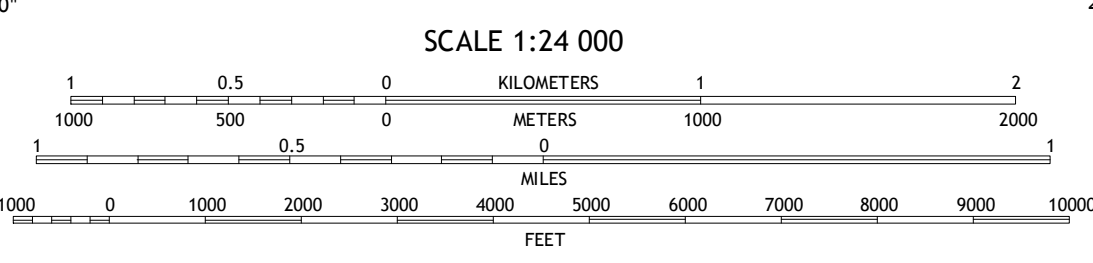 0"
SCALE 1:24 000
1 0.5 0 KILOMETERS 1 2
1000 500 0 METERS 1000 2000
1 0.5 0 1
MILES
1000 0 1000 2000 3000 4000 5000 6000 7000 8000 9000 10000
FEET